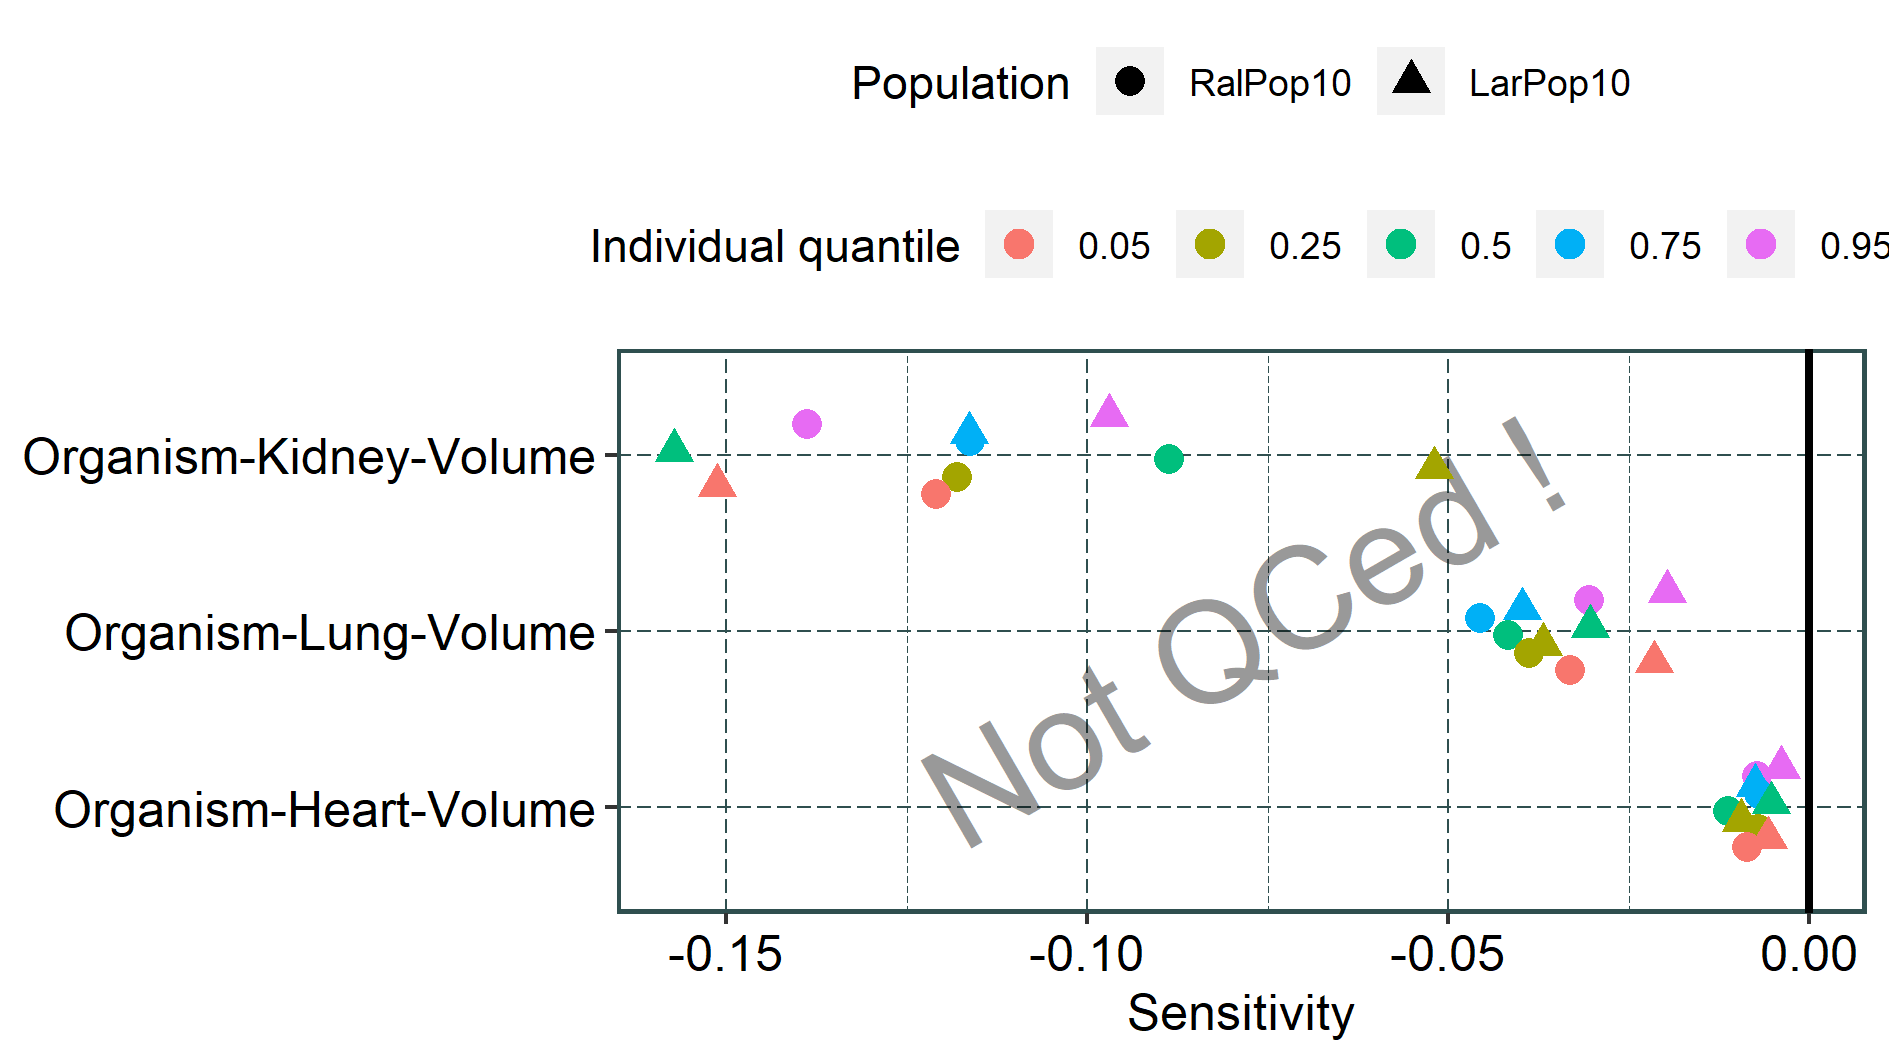 Population RalPop10 LarPop10
Individual quantile 0.05 0.25 0.5 0.75 0.95
Organism-Kidney-Volume
Organism-Lung-Volume
Organism-Heart-Volume
Not QCed !
-0.15 -0.10 -0.05 0.00
Sensitivity